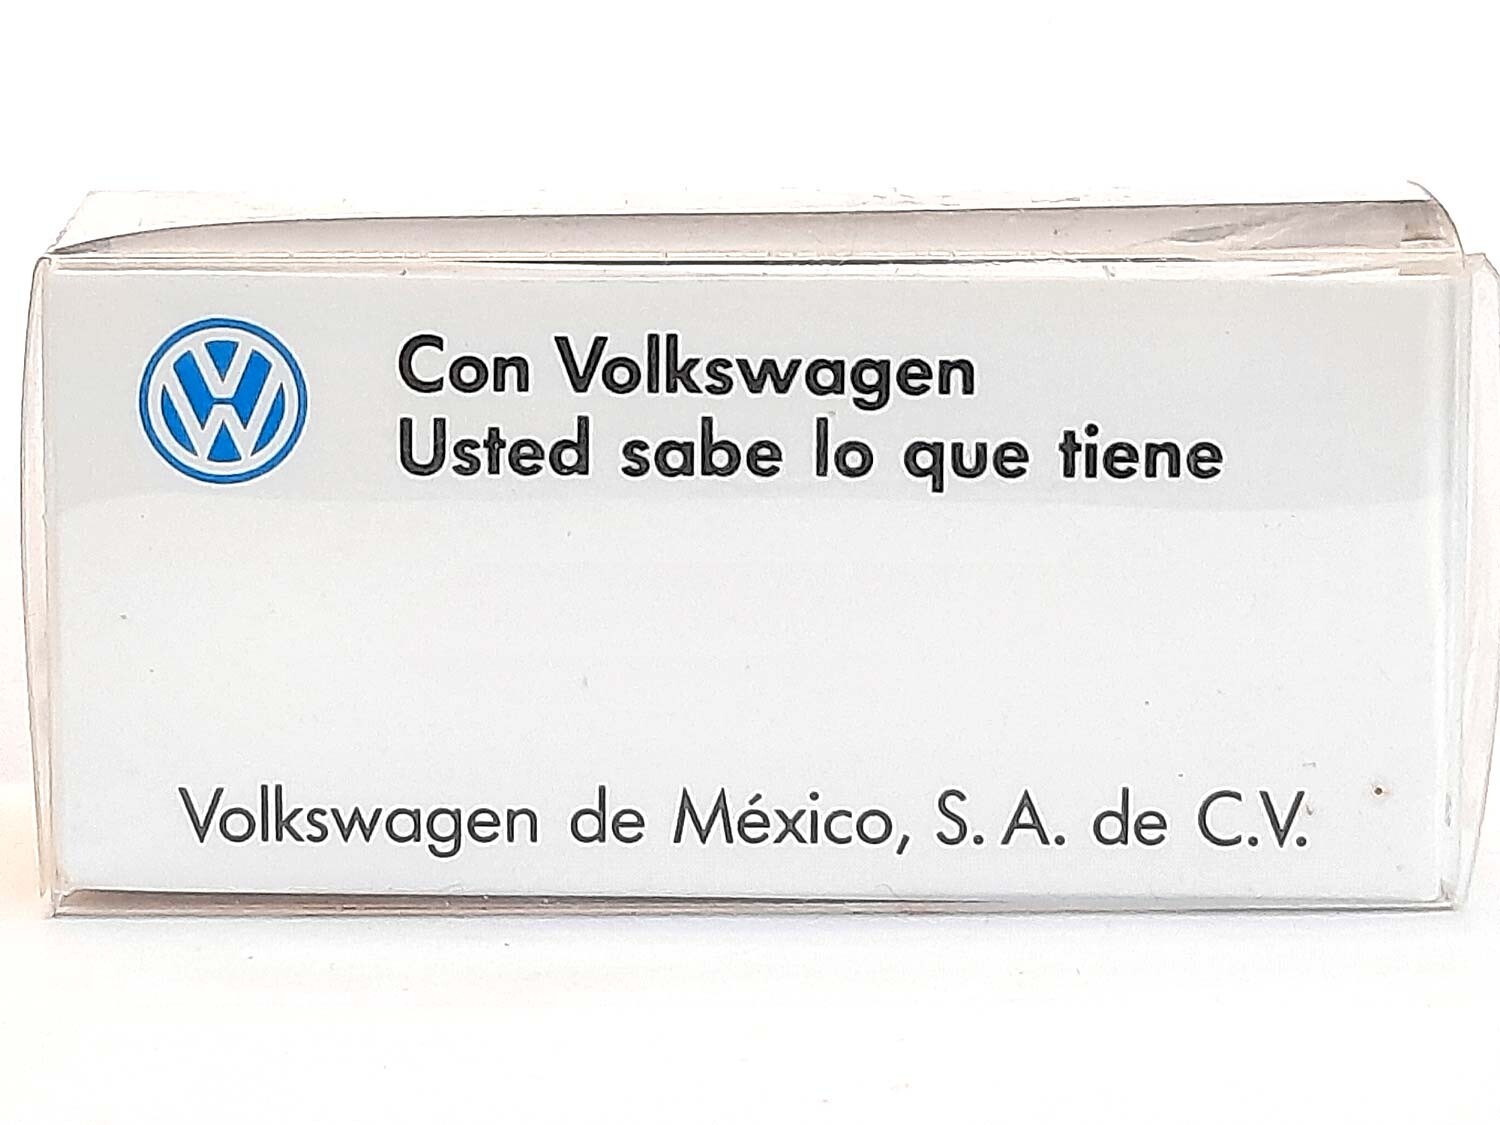 Con Volkswagen
Usted sabe lo que tiene
Volkswagen de México, S. A. de C.V.